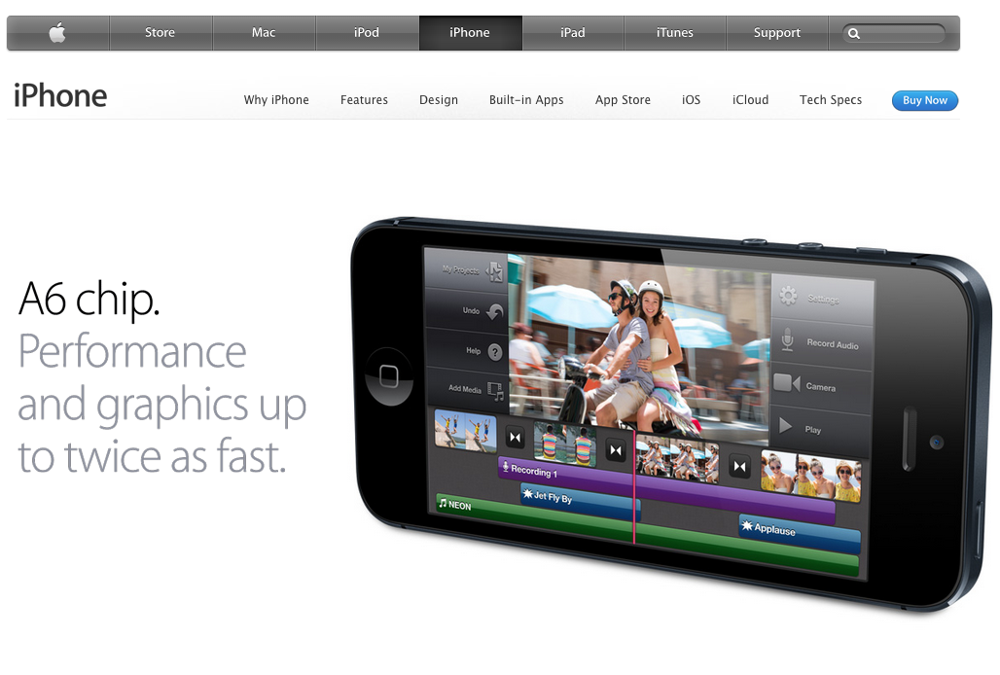 Store
Mac
iPod
iPhone
iPad
iTunes
Support
iPhone
Why iPhone
Features
Design
Built-in Apps
App Store
iOS
iCloud
Tech Specs
Buy Now
A6 chip.
Performance
and graphics up
to twice as fast.
My Projects
Undo
Help
Add Media
Settings
Record Audio
Camera
Play
Recording 1
Jet Fly By
NEON
Applause